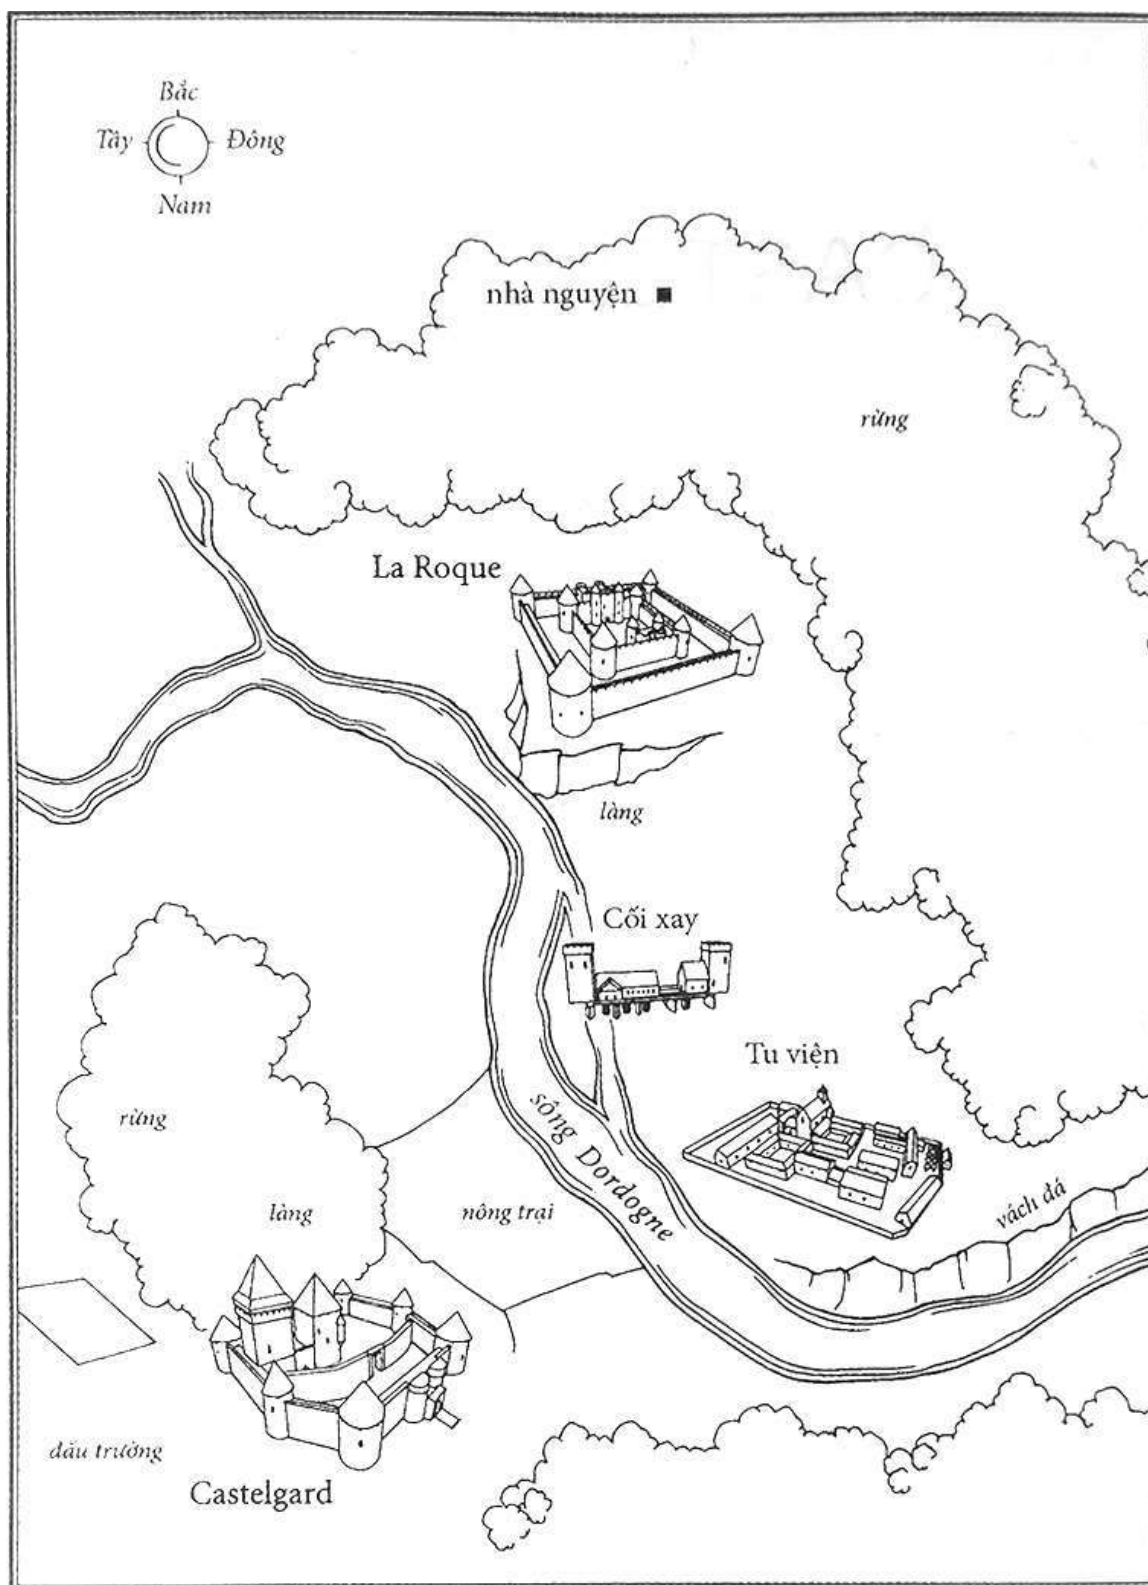 Bắc
Tây
Đông
Nam
nhà nguyện
rừng
La Roque
làng
Cối xay
Tu viện
rừng
sông Dordogne
làng
nông trại
vách đá
đấu trường
Castelgard